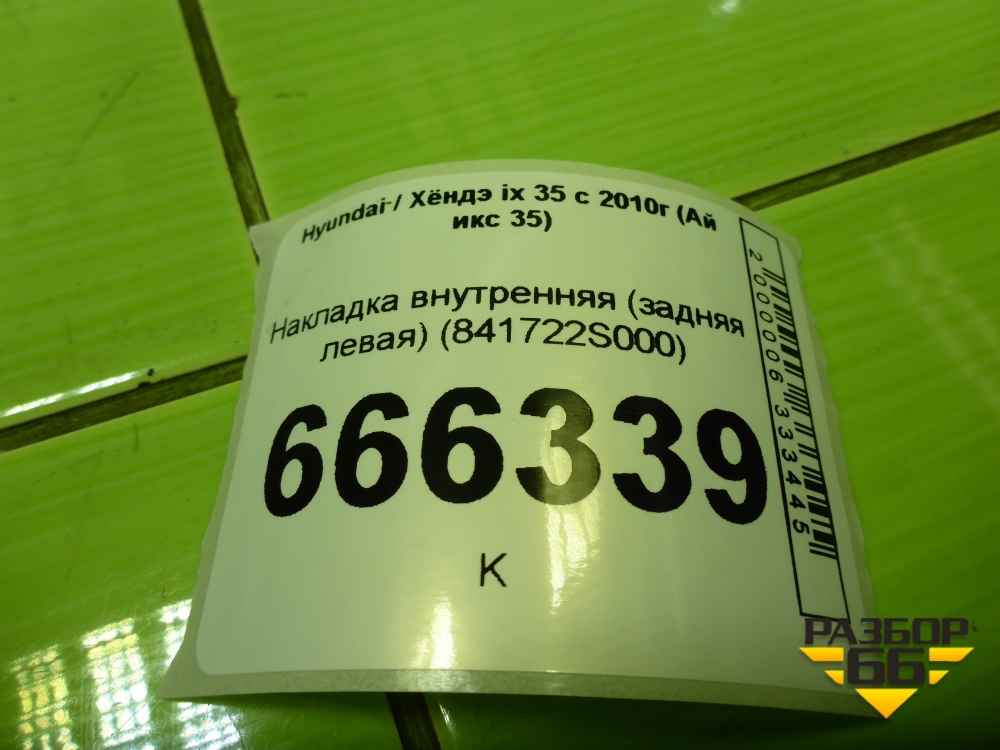 Hyundai / Хёндэ ix 35 с 2010г (Ай
икс 35)
Накладка внутренняя (задняя
левая) (841722S000)
666339
К
2000006333445
РАЗБОР
66